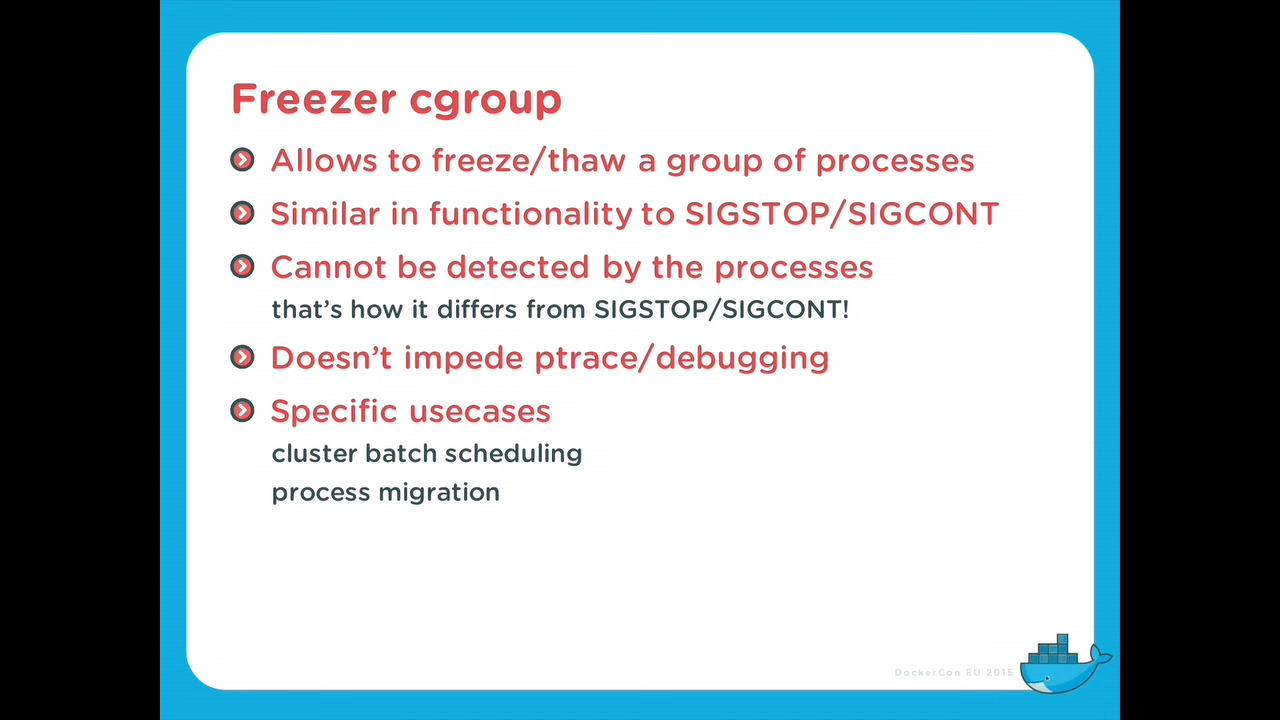 Freezer cgroup
Allows to freeze/thaw a group of processes
Similar in functionality to SIGSTOP/SIGCONT
Cannot be detected by the processes
that’s how it differs from SIGSTOP/SIGCONT!
Doesn’t impede ptrace/debugging
Specific usecases
cluster batch scheduling
process migration
DockerCon EU 2015